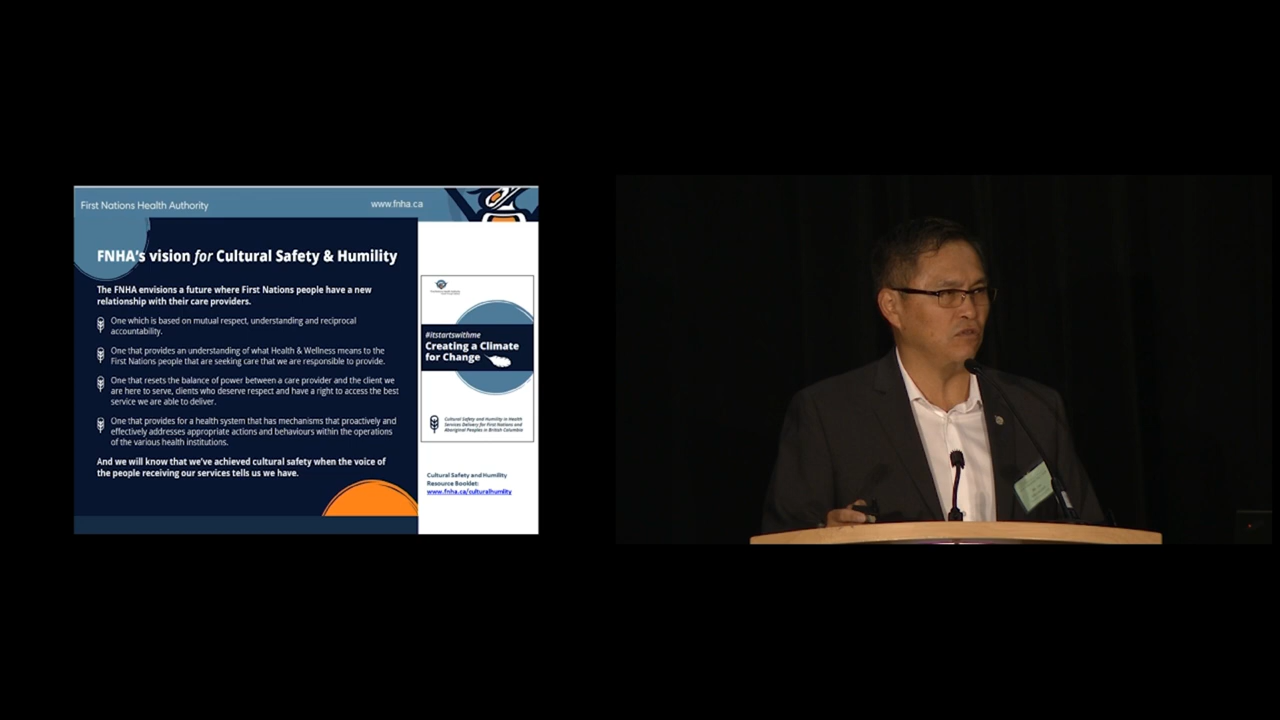 First Nations Health Authority
www.fnha.ca
FNHA's vision for Cultural Safety & Humility
The FNHA envisions a future where First Nations people have a new
relationship with their care providers.
One which is based on mutual respect, understanding and reciprocal
accountability.
One that provides an understanding of what Health & Wellness means to the
First Nations people that are seeking care that we are responsible to provide.
One that resets the balance of power between a care provider and the client we
are here to serve, clients who deserve respect and have a right to access the best
service we are able to deliver.
One that provides for a health system that has mechanisms that proactively and
effectively addresses appropriate actions and behaviours within the operations
of the various health institutions.
And we will know that we've achieved cultural safety when the voice of
the people receiving our services tells us we have.
#itstartswithme
Creating a Climate
for Change
Cultural Safety and Humility in Health
Services Delivery for First Nations and
Aboriginal Peoples in British Columbia
Cultural Safety and Humility
Resource Booklet:
www.fnha.ca/culturalhumility